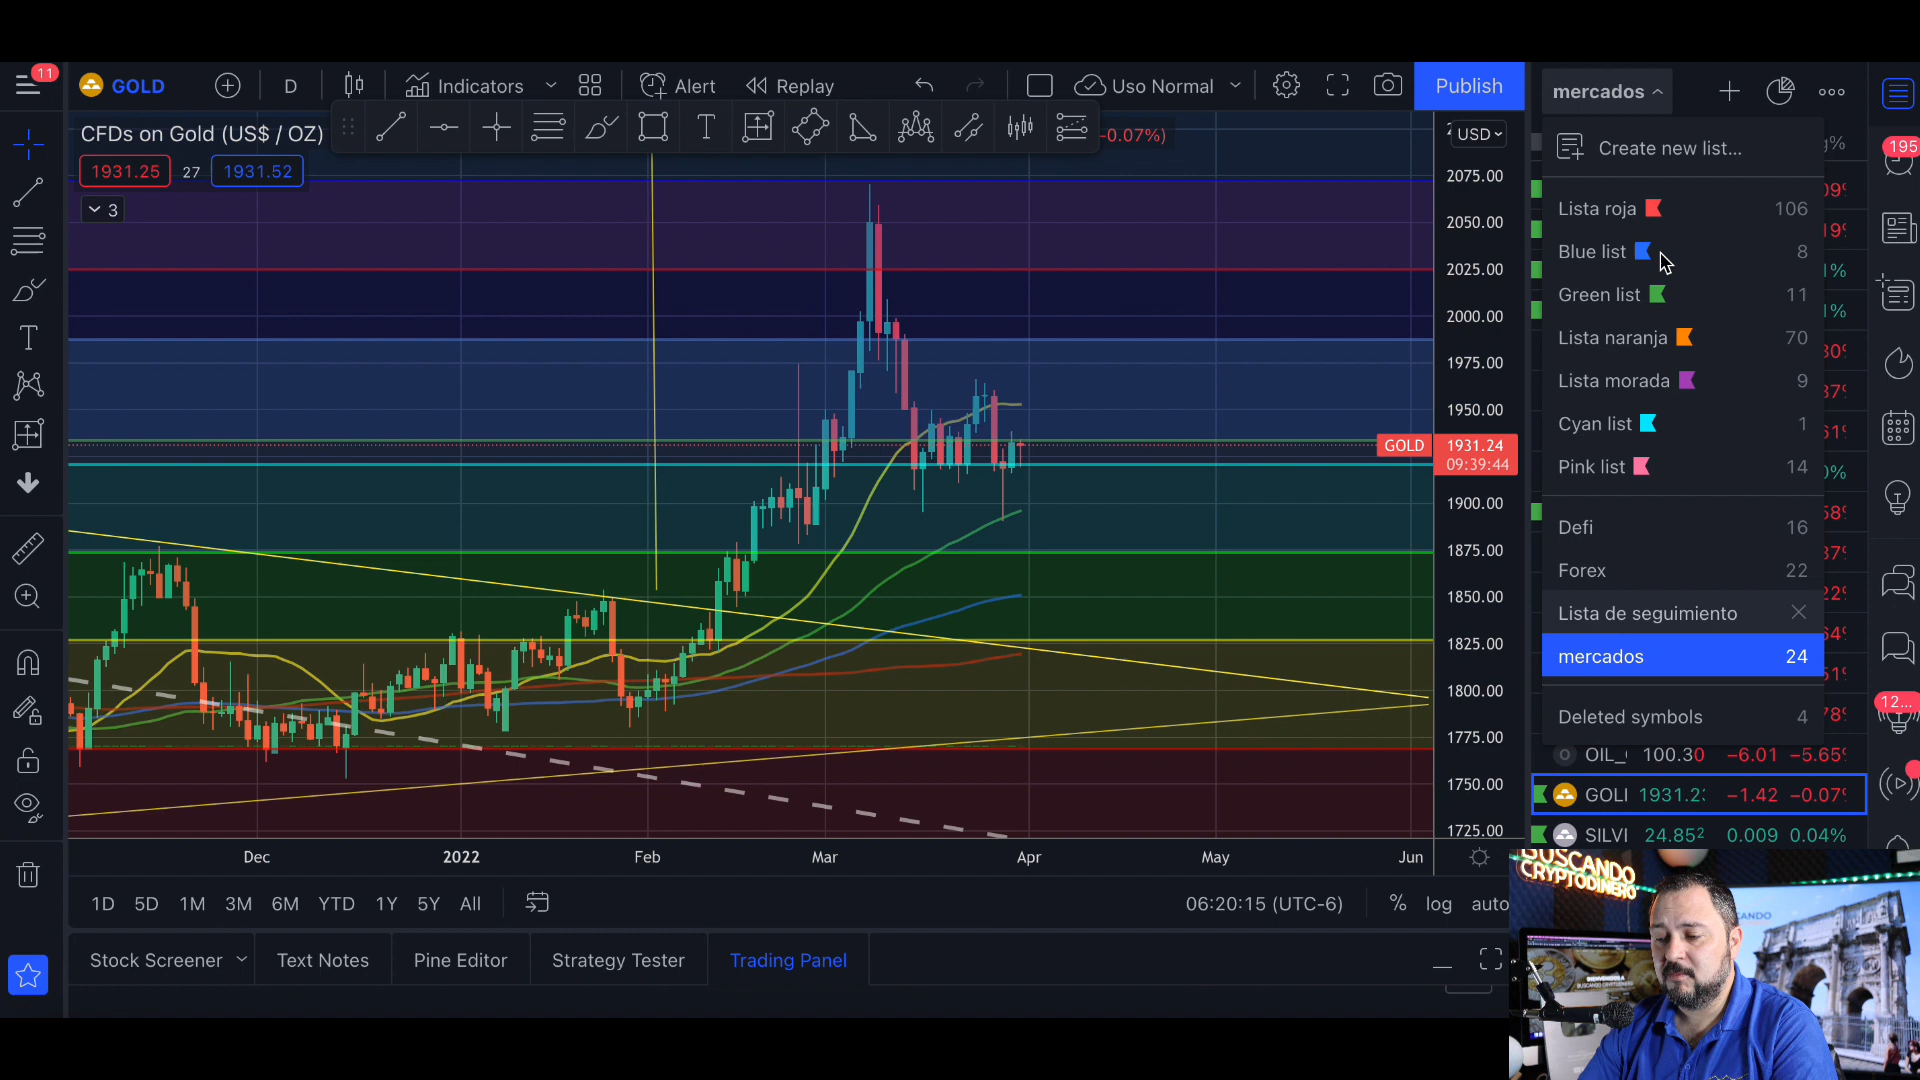 11
GOLD
D
Indicators
Alert
Replay
Uso Normal
Publish
mercados
CFDs on Gold (US$ / OZ)
-0.07%)
USD
1931.25
27
1931.52
3
2075.00
2050.00
2025.00
2000.00
1975.00
1950.00
GOLD
1931.24
09:39:44
1900.00
1875.00
1850.00
1825.00
1800.00
1775.00
1750.00
1725.00
Dec
2022
Feb
Mar
Apr
May
Jun
1D
5D
1M
3M
6M
YTD
1Y
5Y
All
06:20:15 (UTC-6)
%
log
auto
Stock Screener
Text Notes
Pine Editor
Strategy Tester
Trading Panel
Create new list...
Lista roja
106
Blue list
8
Green list
11
Lista naranja
70
Lista morada
9
Cyan list
1
Pink list
14
Defi
16
Forex
22
Lista de seguimiento
mercados
24
Deleted symbols
4
OIL_
100.30
−6.01
−5.65%
GOLI
1931.2
−1.42
−0.07%
SILVI
24.85²
0.009
0.04%
195
12...
BUSCANDO
CRYPTODINERO